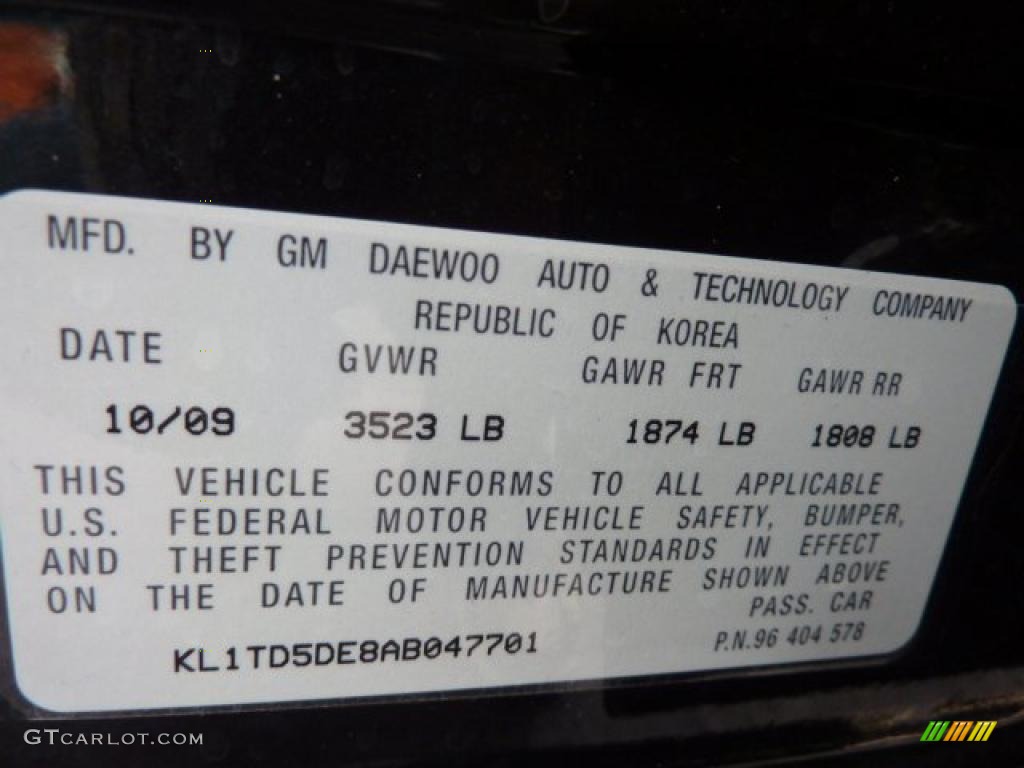 MFD. BY GM DAEWOO AUTO & TECHNOLOGY COMPANY
REPUBLIC OF KOREA
DATE GVWR GAWR FRT GAWR RR
10/09 3523 LB 1874 LB 1808 LB
THIS VEHICLE CONFORMS TO ALL APPLICABLE
U.S. FEDERAL MOTOR VEHICLE SAFETY, BUMPER,
AND THEFT PREVENTION STANDARDS IN EFFECT
ON THE DATE OF MANUFACTURE SHOWN ABOVE
PASS. CAR
KL1TD5DE8AB047701 P.N.96 404 578
GTCARLOT.COM